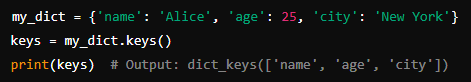 my_dict = {'name': 'Alice', 'age': 25, 'city': 'New York'}
keys = my_dict.keys()
print(keys)  # Output: dict_keys(['name', 'age', 'city'])